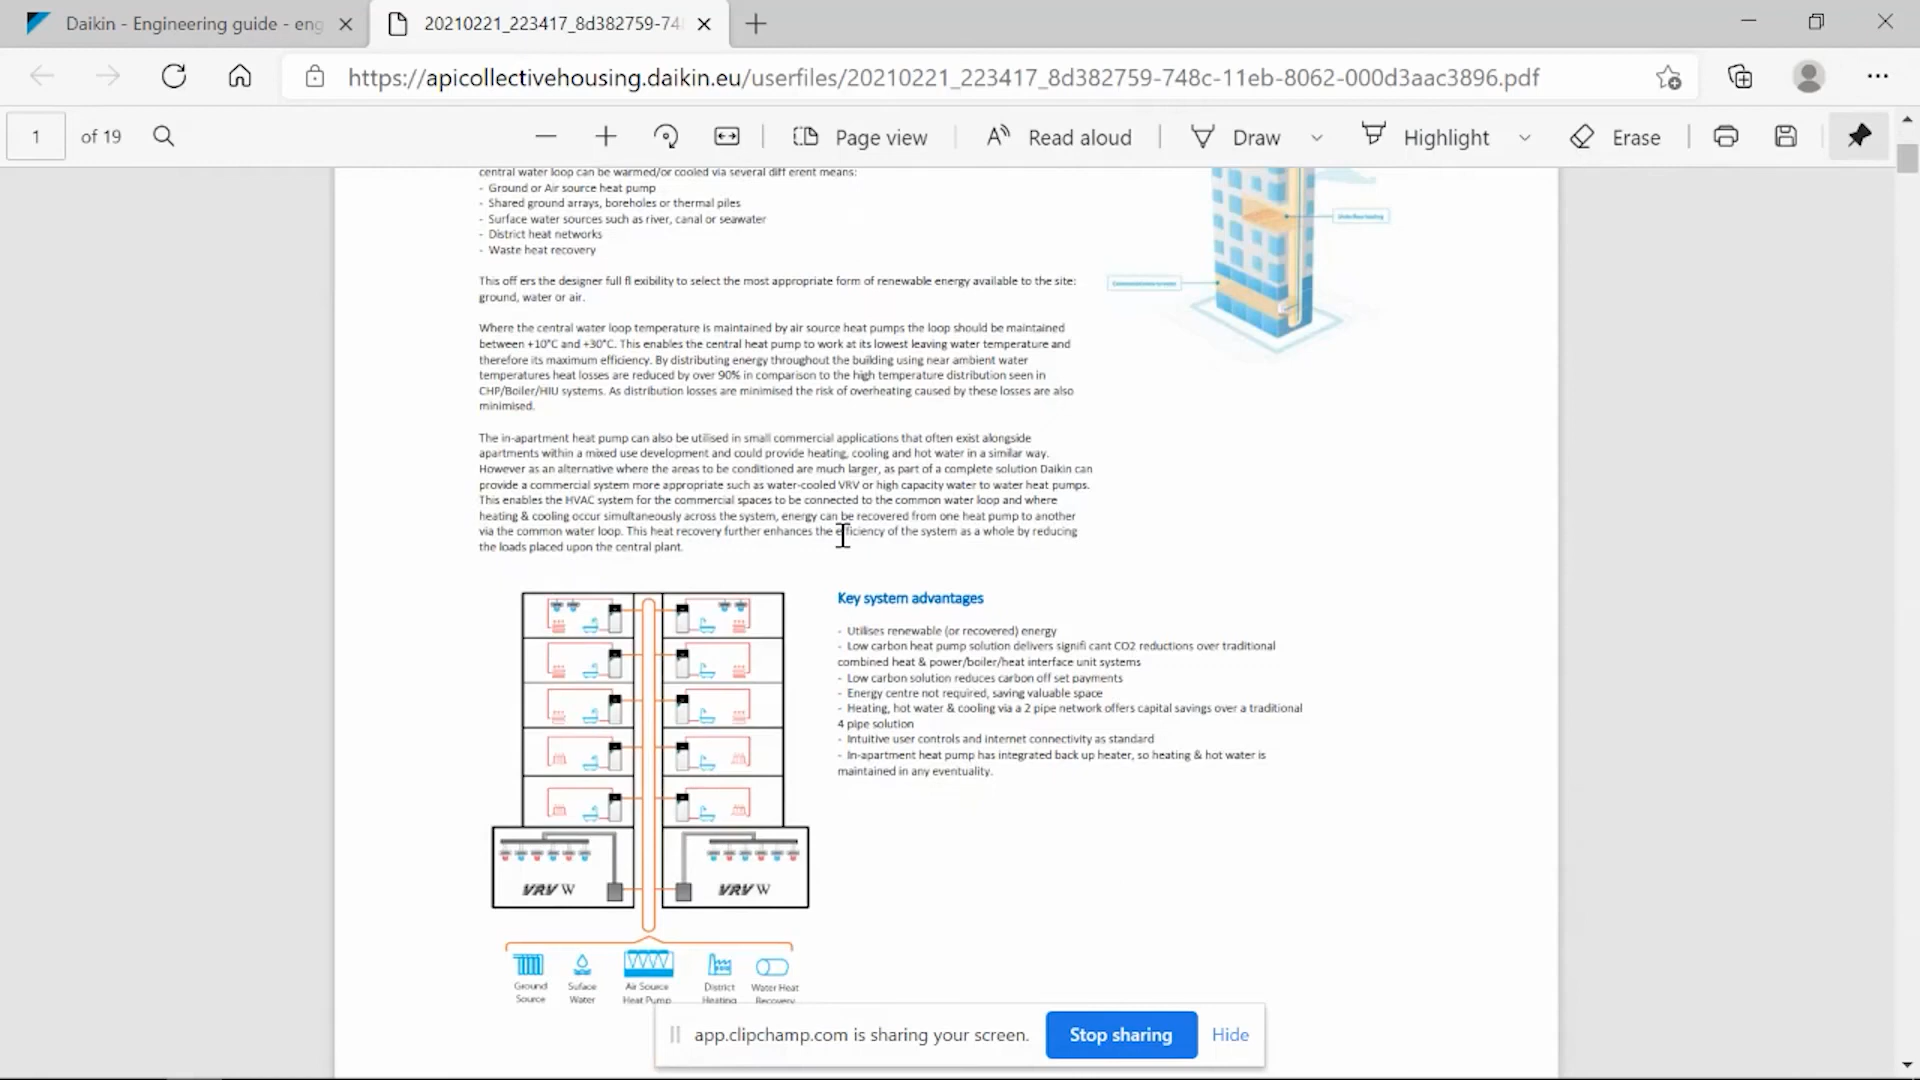 Daikin - Engineering guide - eng
20210221_223417_8d382759-74
https://apicollectivehousing.daikin.eu/userfiles/20210221_223417_8d382759-748c-11eb-8062-000d3aac3896.pdf
1 of 19
Page view
Read aloud
Draw
Highlight
Erase
central water loop can be warmed/or cooled via several diff erent means:
- Ground or Air source heat pump
- Shared ground arrays, boreholes or thermal piles
- Surface water sources such as river, canal or seawater
- District heat networks
- Waste heat recovery
This off ers the designer full fl exibility to select the most appropriate form of renewable energy available to the site:
ground, water or air.
Where the central water loop temperature is maintained by air source heat pumps the loop should be maintained
between +10°C and +30°C. This enables the central heat pump to work at its lowest leaving water temperature and
therefore its maximum efficiency. By distributing energy throughout the building using near ambient water
temperatures heat losses are reduced by over 90% in comparison to the high temperature distribution seen in
CHP/Boiler/HIU systems. As distribution losses are minimised the risk of overheating caused by these losses are also
minimised.
The in-apartment heat pump can also be utilised in small commercial applications that often exist alongside
apartments within a mixed use development and could provide heating, cooling and hot water in a similar way.
However as an alternative where the areas to be conditioned are much larger, as part of a complete solution Daikin can
provide a commercial system more appropriate such as water-cooled VRV or high capacity water to water heat pumps.
This enables the HVAC system for the commercial spaces to be connected to the common water loop and where
heating & cooling occur simultaneously across the system, energy can be recovered from one heat pump to another
via the common water loop. This heat recovery further enhances the efficiency of the system as a whole by reducing
the loads placed upon the central plant.
Key system advantages
- Utilises renewable (or recovered) energy
- Low carbon heat pump solution delivers signifi cant CO2 reductions over traditional
combined heat & power/boiler/heat interface unit systems
- Low carbon solution reduces carbon off set payments
- Energy centre not required, saving valuable space
- Heating, hot water & cooling via a 2 pipe network offers capital savings over a traditional
4 pipe solution
- Intuitive user controls and internet connectivity as standard
- In-apartment heat pump has integrated back up heater, so heating & hot water is
maintained in any eventuality.
VRV W
VRV W
Ground
Source
Suface
Water
Air Source
Heat Pump
District
Heating
Water Heat
Recovery
app.clipchamp.com is sharing your screen.
Stop sharing
Hide